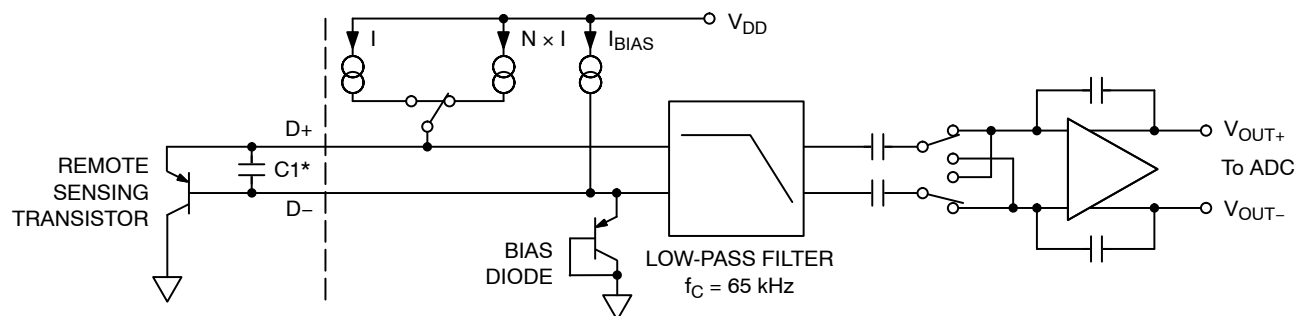 V_DD
I
N × I
I_BIAS
D+
C1*
D−
REMOTE
SENSING
TRANSISTOR
BIAS
DIODE
LOW-PASS FILTER
f_C = 65 kHz
V_OUT+
To ADC
V_OUT−